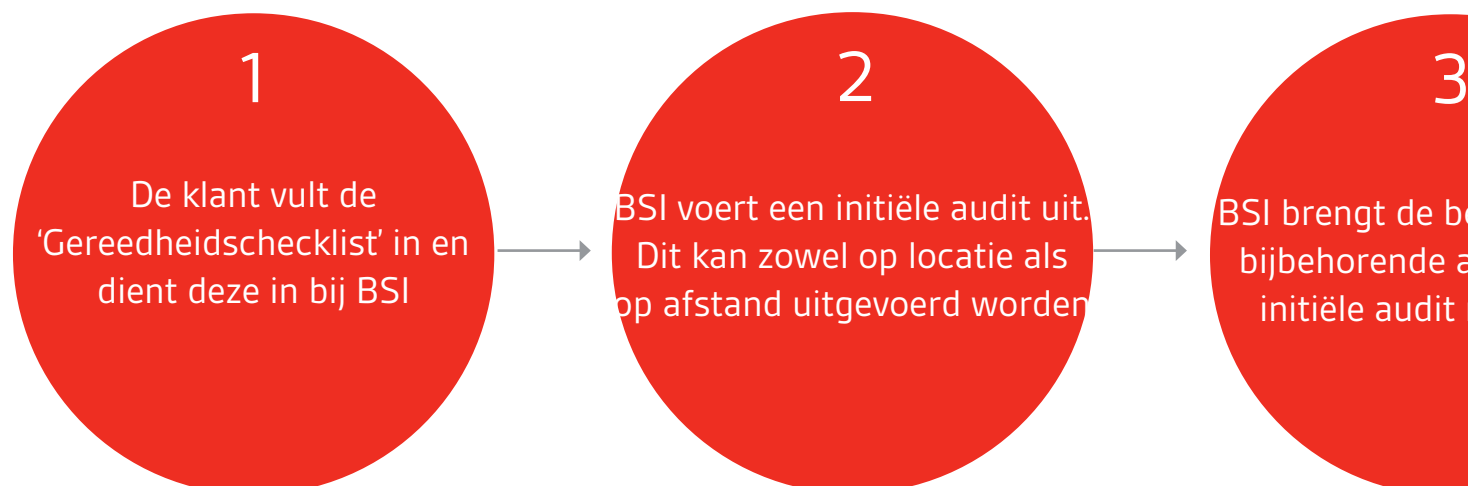 1
De klant vult de
‘Gereedheidschecklist’ in en
dient deze in bij BSI
2
BSI voert een initiële audit uit.
Dit kan zowel op locatie als
op afstand uitgevoerd worden
3
BSI brengt de
bijbehorende
initiële audit